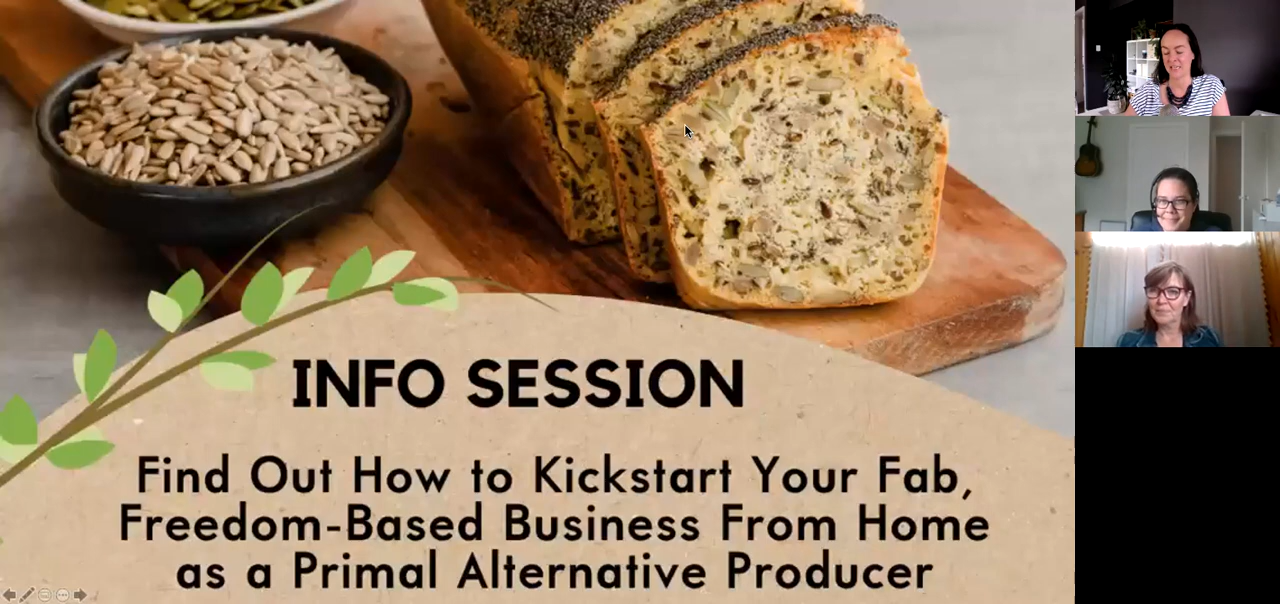 INFO SESSION
Find Out How to Kickstart Your Fab,
Freedom-Based Business From Home
as a Primal Alternative Producer